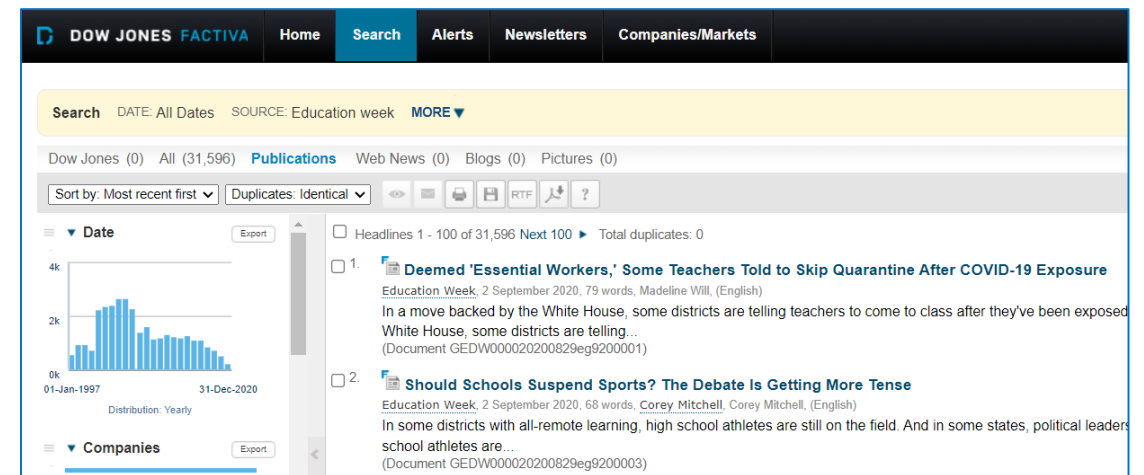 DOW JONES FACTIVA Home Search Alerts Newsletters Companies/Markets
Search DATE: All Dates SOURCE: Education week MORE
Dow Jones (0) All (31,596) Publications Web News (0) Blogs (0) Pictures (0)
Sort by: Most recent first Duplicates: Identical RTF ?
Date Export
4k
2k
0k
01-Jan-1997 31-Dec-2020
Distribution: Yearly
Companies Export
Headlines 1 - 100 of 31,596 Next 100 Total duplicates: 0
1. Deemed 'Essential Workers,' Some Teachers Told to Skip Quarantine After COVID-19 Exposure
Education Week, 2 September 2020, 79 words, Madeline Will, (English)
In a move backed by the White House, some districts are telling teachers to come to class after they've been exposed
White House, some districts are telling...
(Document GEDW000020200829eg9200001)
2. Should Schools Suspend Sports? The Debate Is Getting More Tense
Education Week, 2 September 2020, 68 words, Corey Mitchell, Corey Mitchell, (English)
In some districts with all-remote learning, high school athletes are still on the field. And in some states, political leaders
school athletes are...
(Document GEDW000020200829eg9200003)